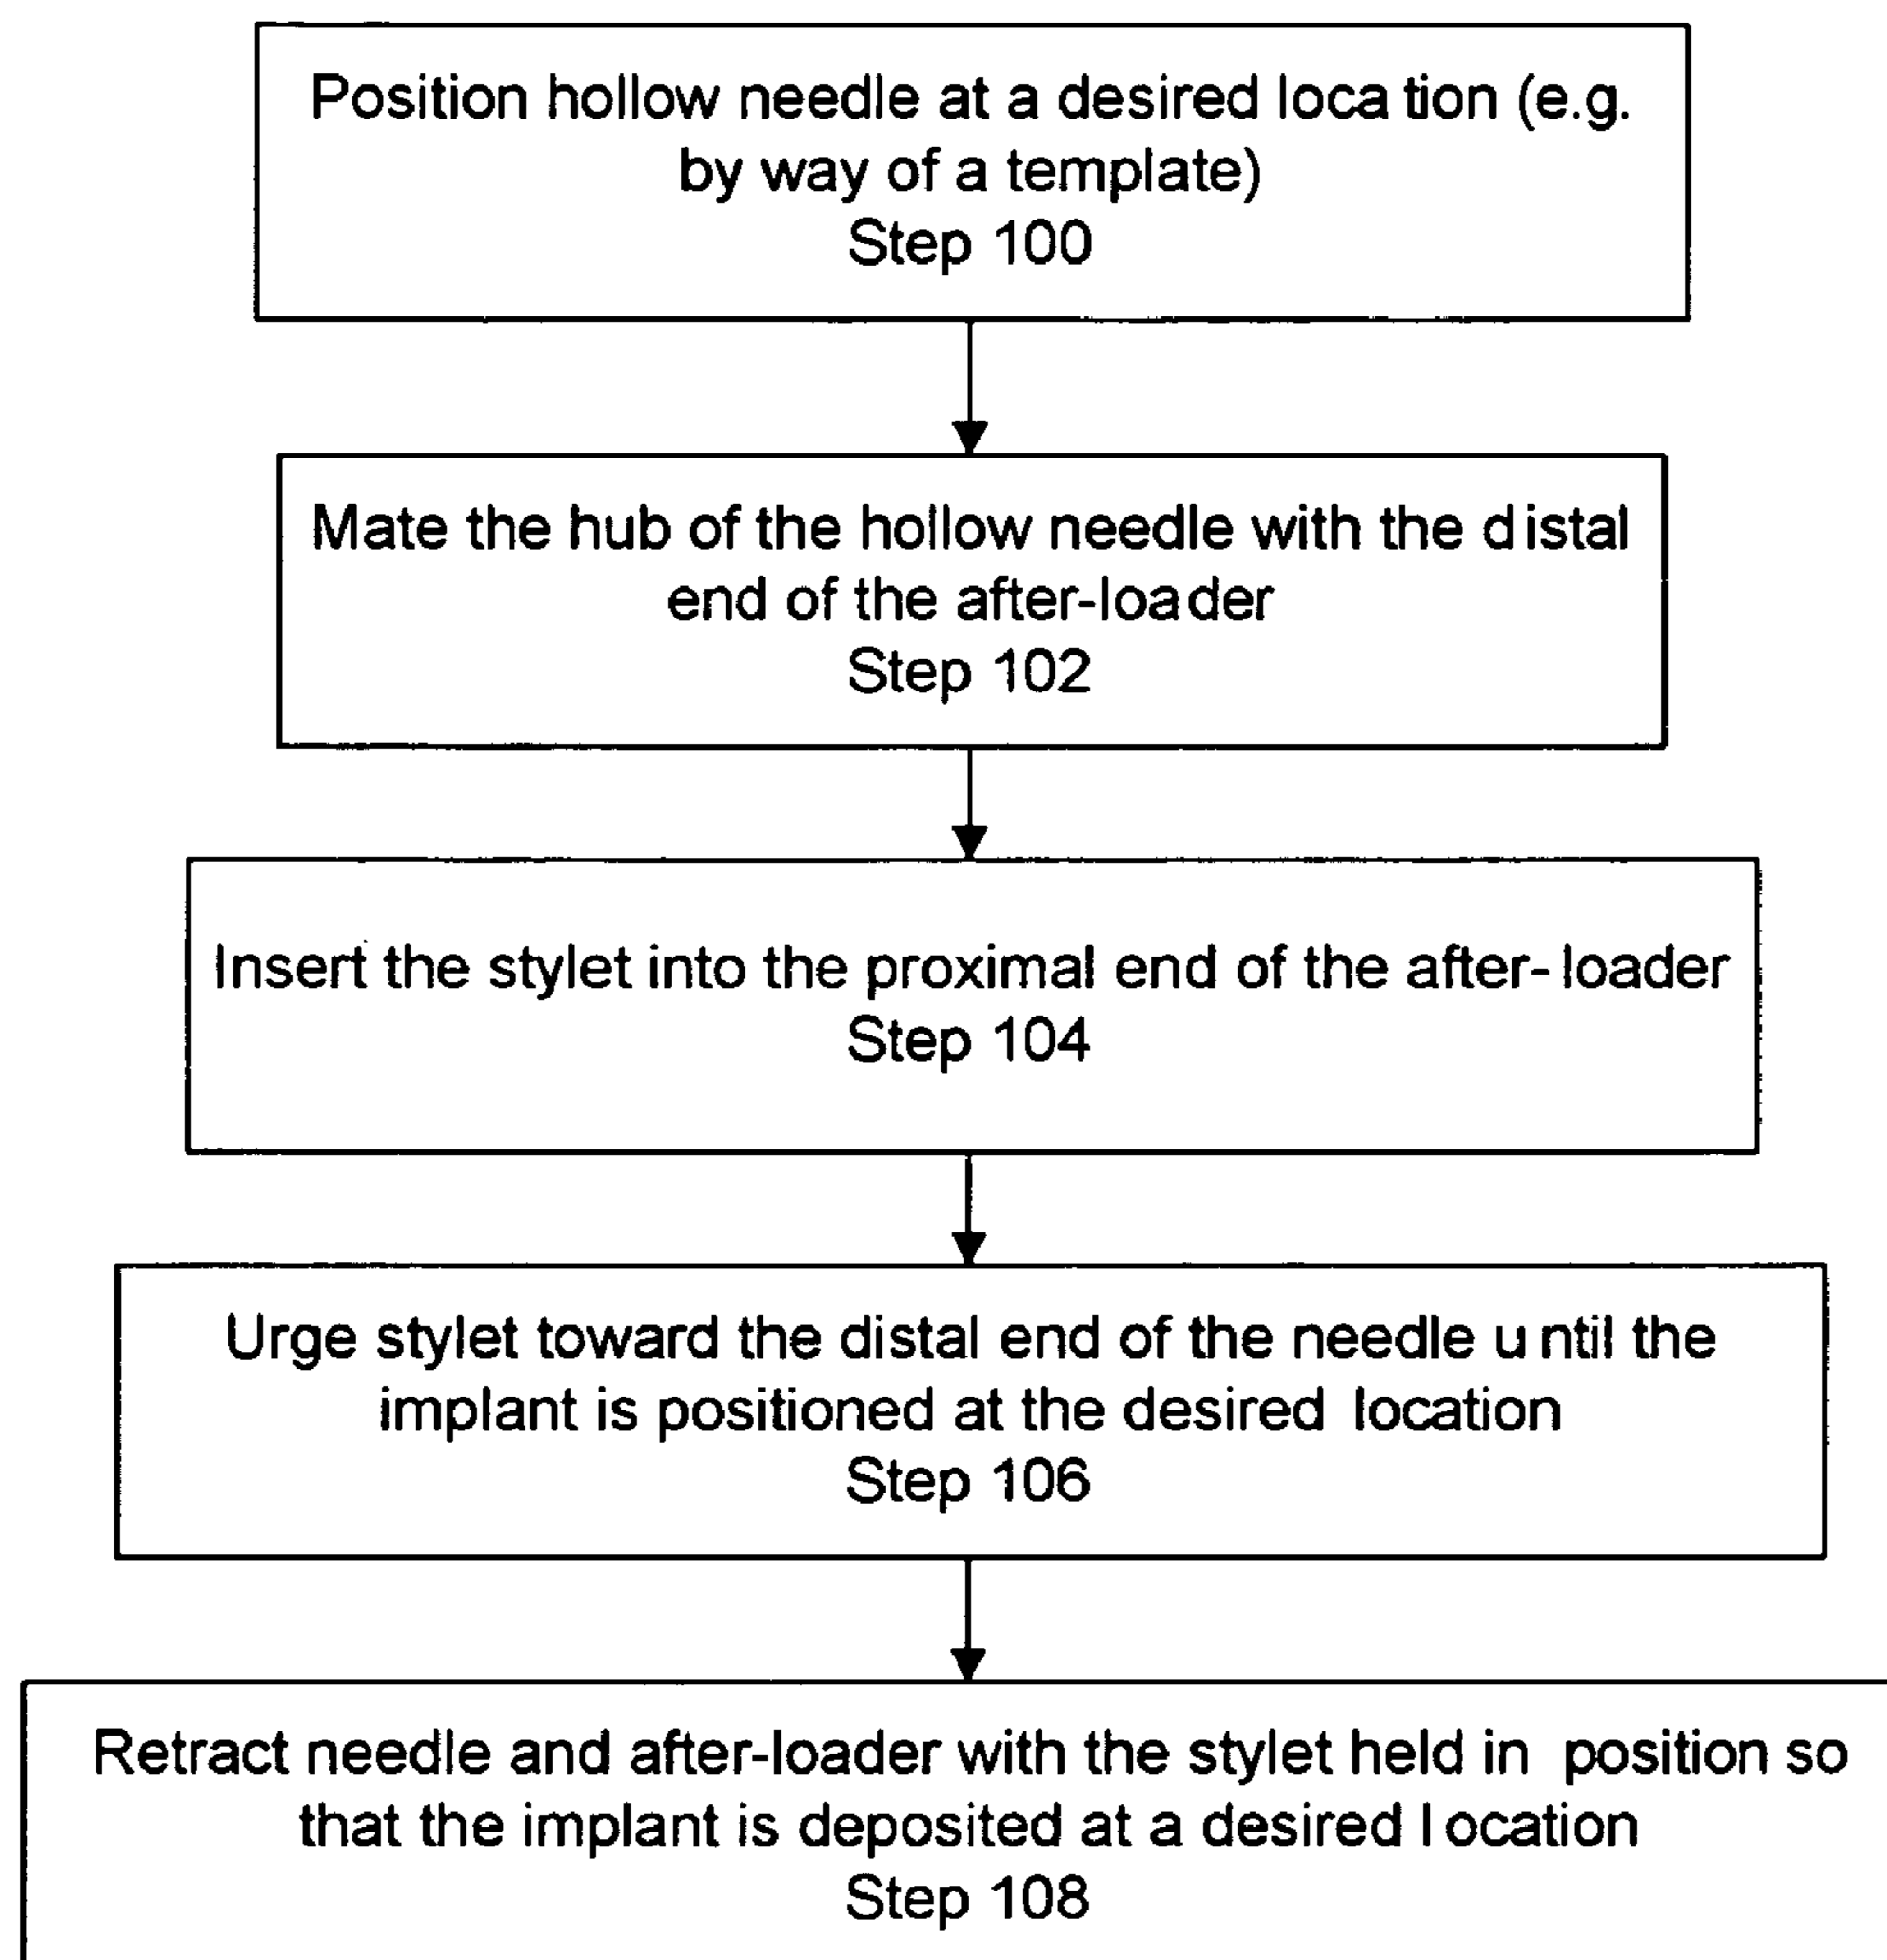 Position hollow needle at a desired location (e.g.
by way of a template)
Step 100
Mate the hub of the hollow needle with the distal
end of the after-loader
Step 102
Insert the stylet into the proximal end of the after-loader
Step 104
Urge stylet toward the distal end of the needle until the
implant is positioned at the desired location
Step 106
Retract needle and after-loader with the stylet held in position so
that the implant is deposited at a desired location
Step 108